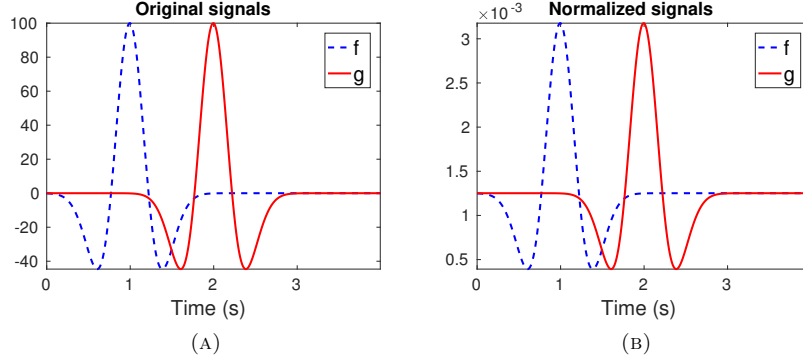 Original signals
100
80
60
40
20
0
-20
-40
0
1
2
3
Time (s)
f
g
(A)
Normalized signals
×10⁻³
3
2.5
2
1.5
1
0.5
0
1
2
3
Time (s)
f
g
(B)